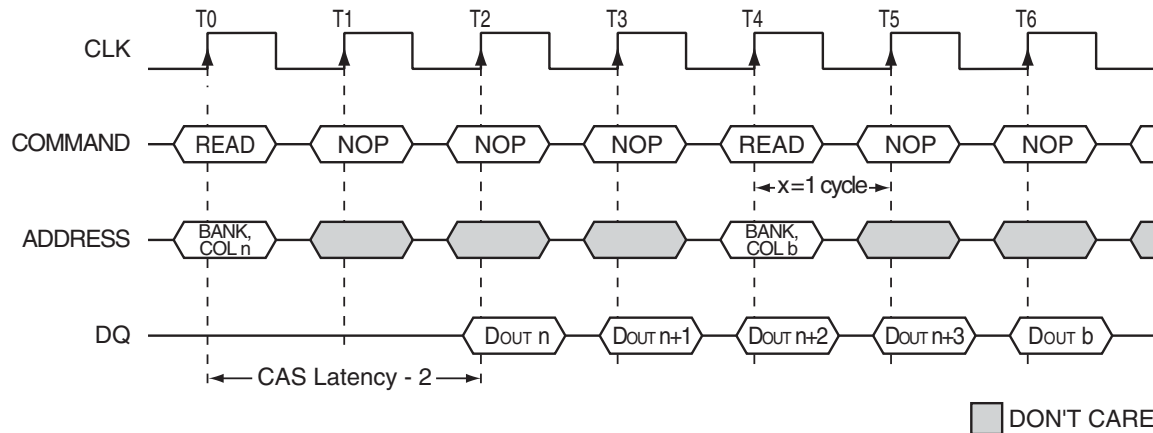 T0 T1 T2 T3 T4 T5 T6
CLK
COMMAND READ NOP NOP NOP READ NOP NOP
x=1 cycle
ADDRESS BANK, COL n BANK, COL b
DQ DOUT n DOUT n+1 DOUT n+2 DOUT n+3 DOUT b
CAS Latency - 2
DON'T CARE